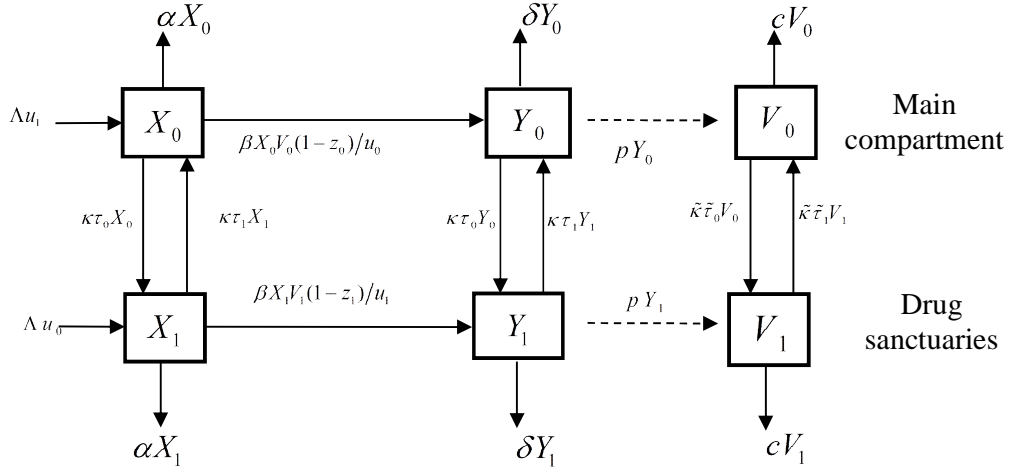 αX₀
δY₀
cV₀
Λu₁
X₀
βX₀V₀(1−z₀)/u₀
Y₀
pY₀
V₀
Main
compartment
κτ₀X₀
κτ₁X₁
κτ₀Y₀
κτ₁Y₁
κ̃τ̃₀V₀
κ̃τ̃₁V₁
Λu₀
X₁
βX₁V₁(1−z₁)/u₁
Y₁
pY₁
V₁
Drug
sanctuaries
αX₁
δY₁
cV₁